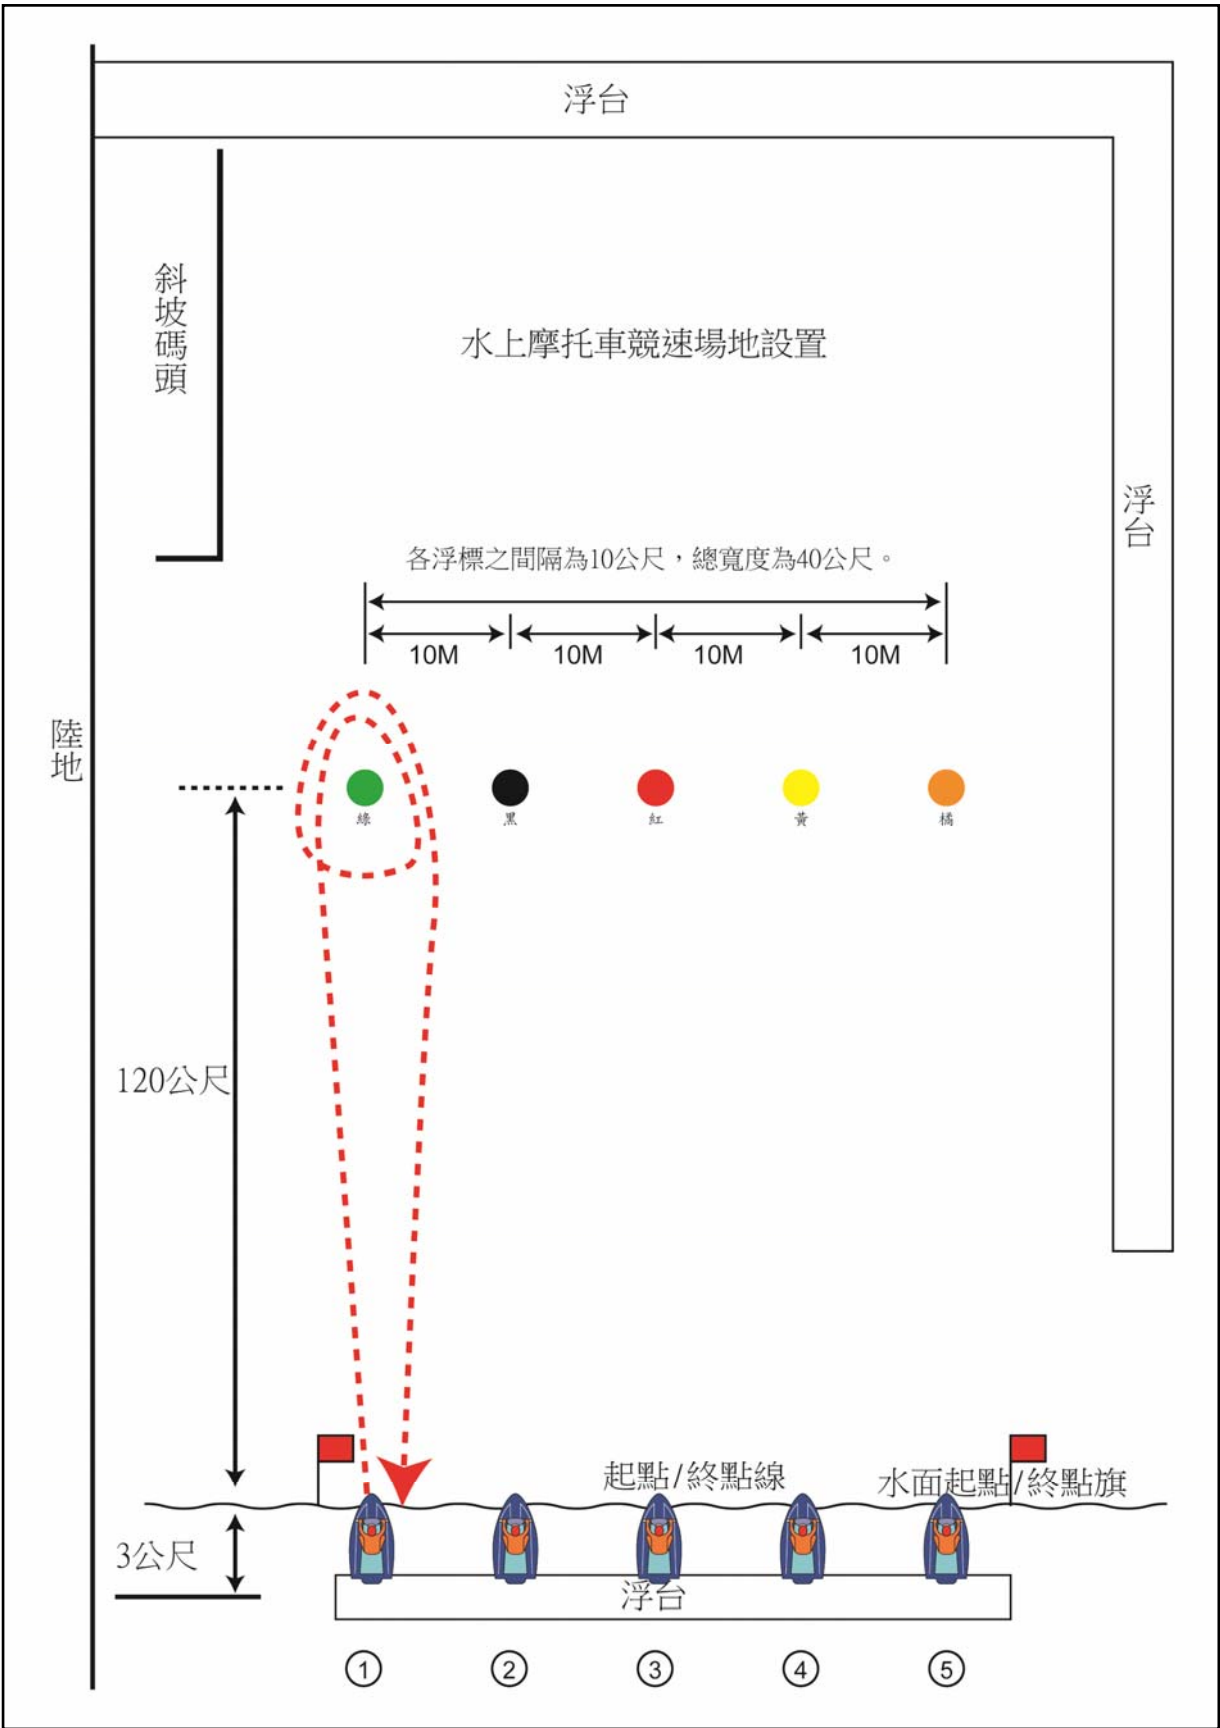 浮台
斜坡碼頭
水上摩托車競速場地設置
浮台
各浮標之間隔為10公尺，總寬度為40公尺。
10M 10M 10M 10M
陸地
綠 黑 紅 黃 橘
120公尺
起點/終點線
水面起點/終點旗
3公尺
浮台
① ② ③ ④ ⑤